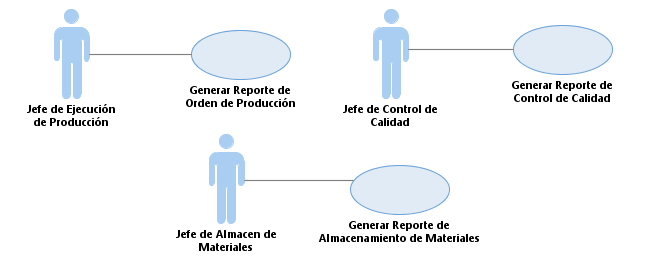 Jefe de Ejecución
de Producción
Generar Reporte de
Orden de Producción
Jefe de Control de
Calidad
Generar Reporte de
Control de Calidad
Jefe de Almacen de
Materiales
Generar Reporte de
Almacenamiento de Materiales